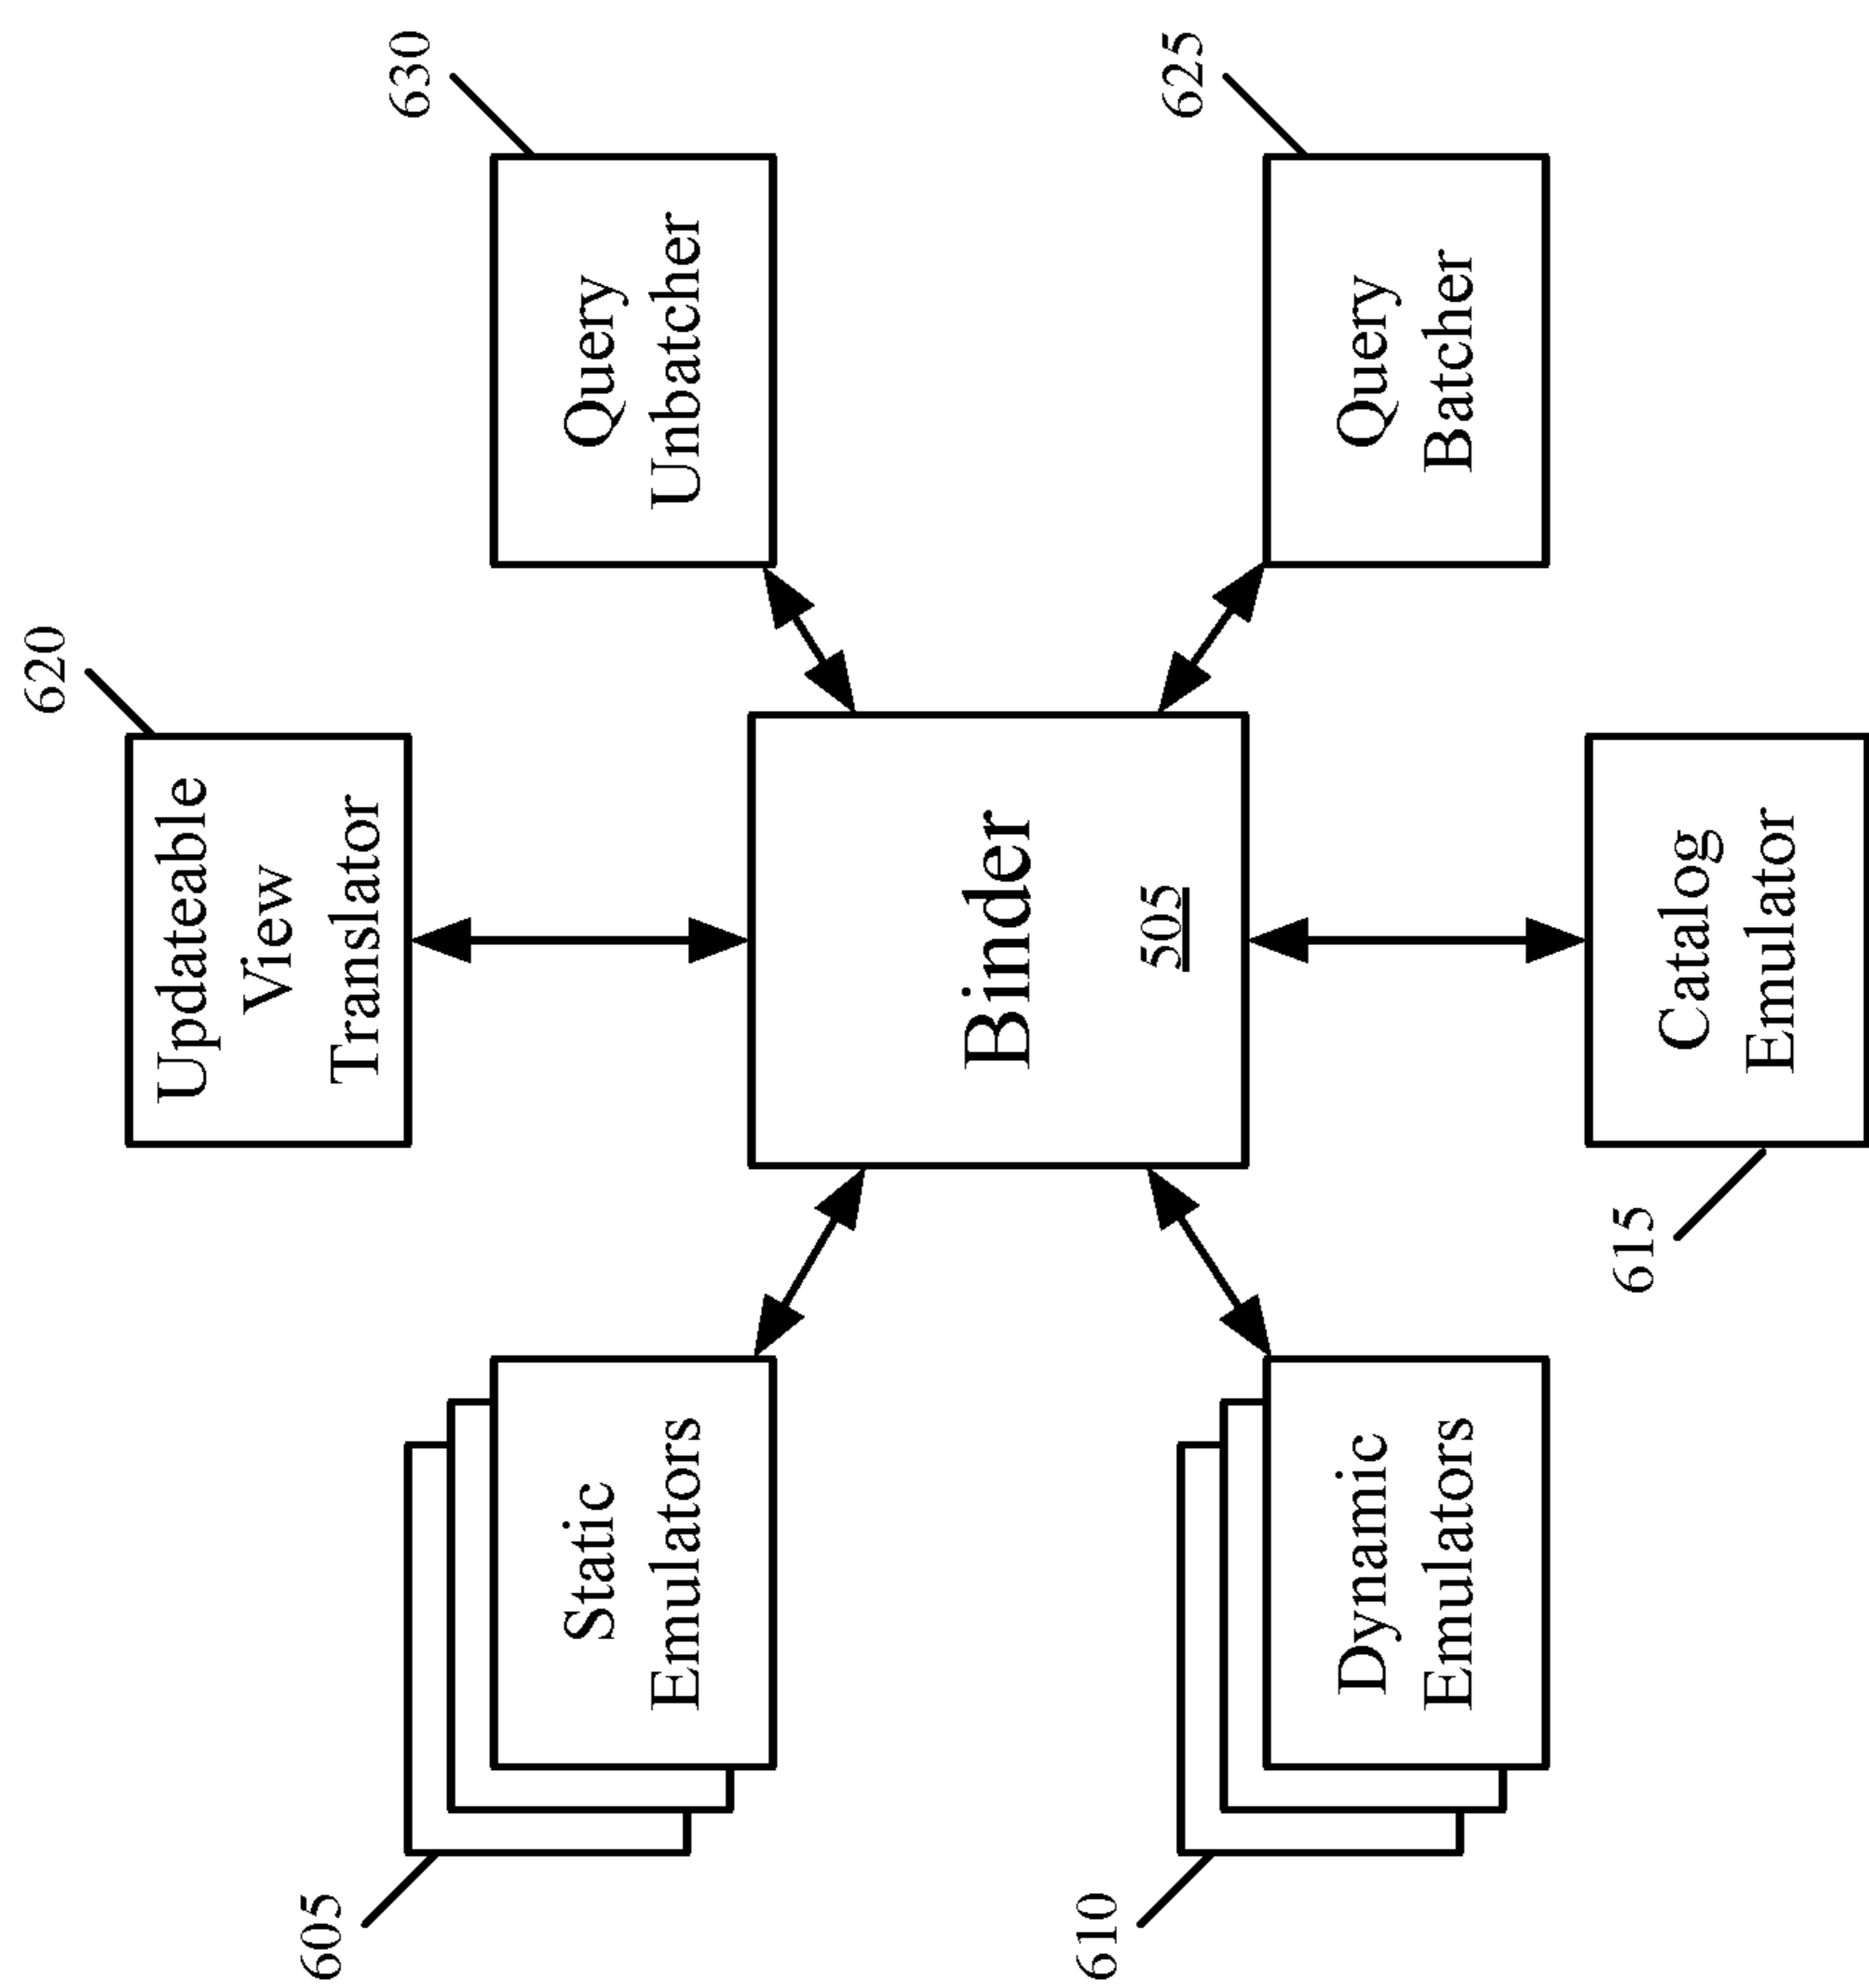 620
Updateable
View
Translator
605
Static
Emulators
630
Query
Unbatcher
Binder
505
610
Dynamic
Emulators
625
Query
Batcher
615
Catalog
Emulator